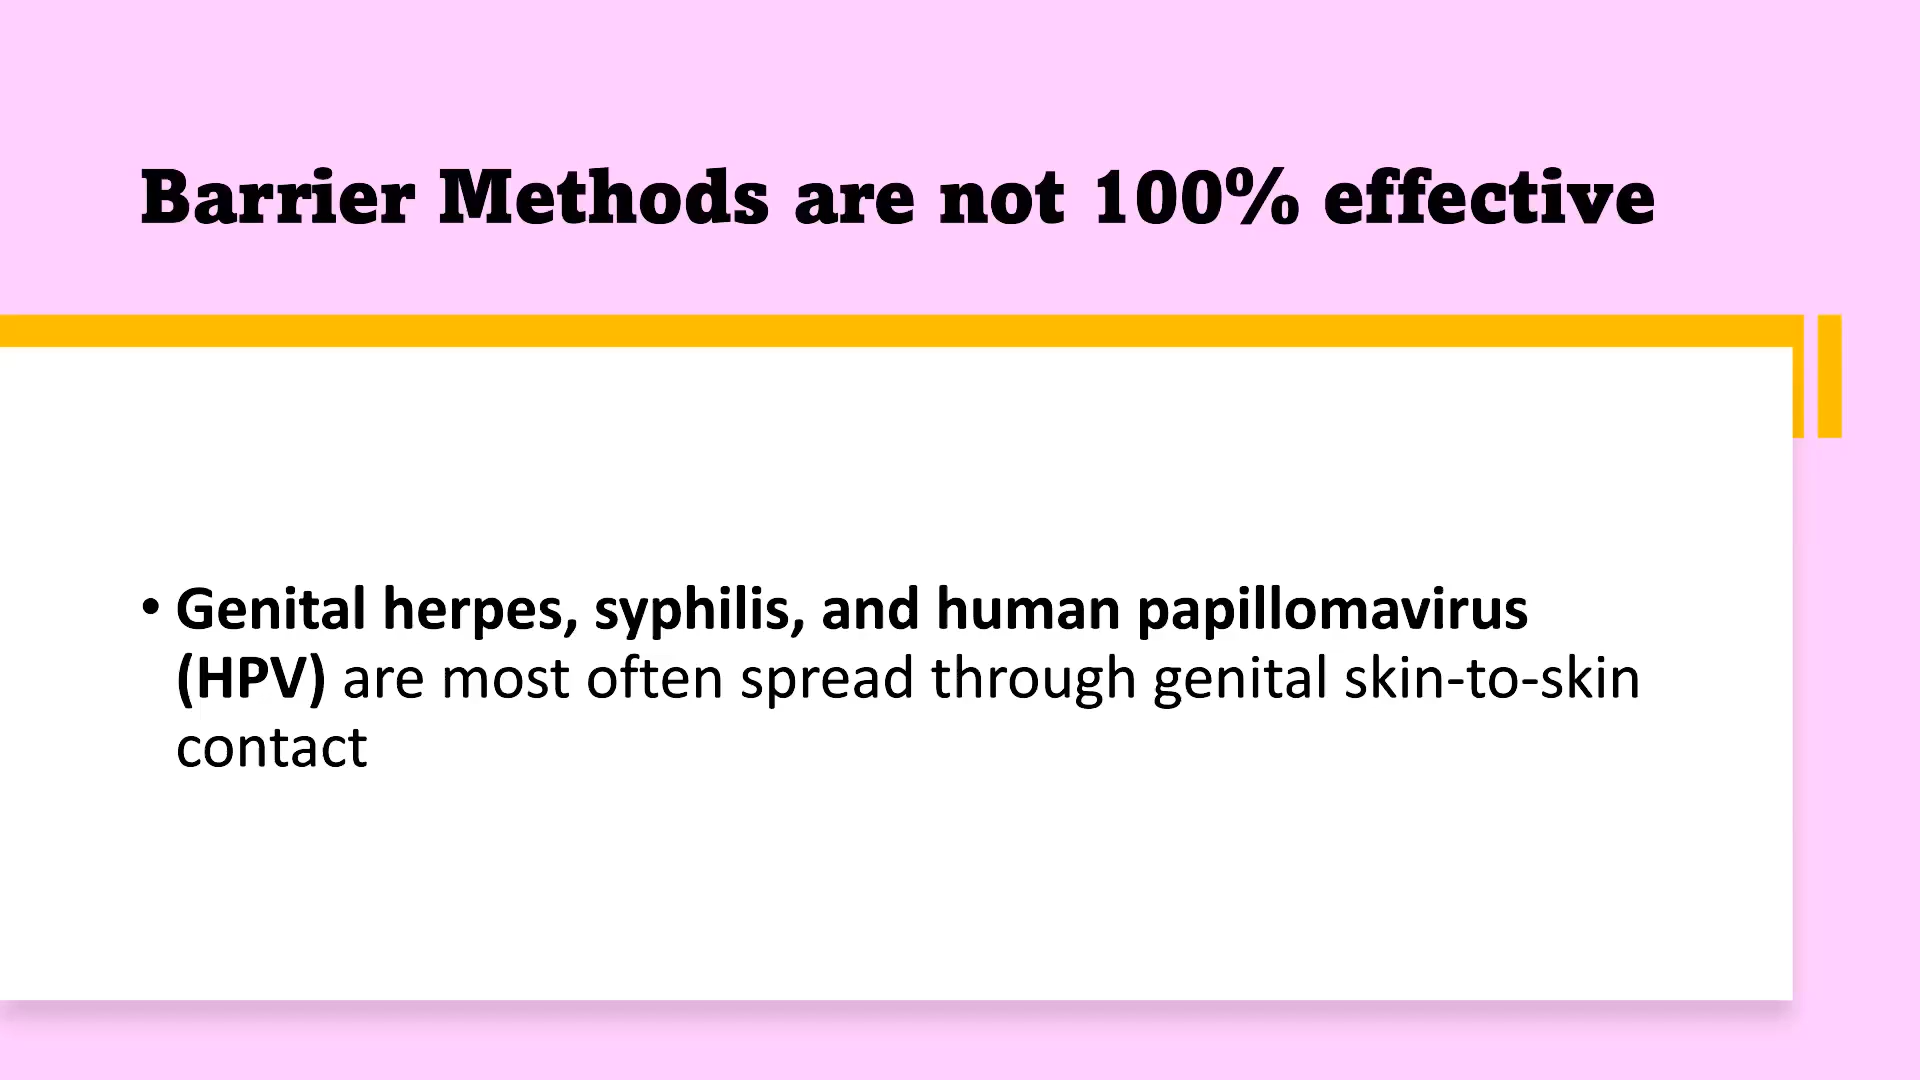 Barrier Methods are not 100% effective
• Genital herpes, syphilis, and human papillomavirus
(HPV) are most often spread through genital skin-to-skin
contact